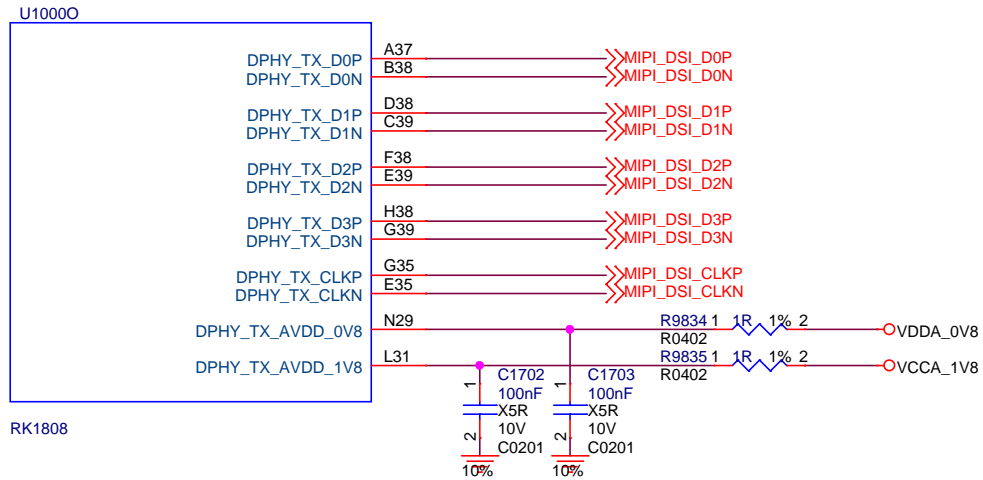 U1000O
DPHY_TX_D0P A37 MIPI_DSI_D0P
DPHY_TX_D0N B38 MIPI_DSI_D0N
DPHY_TX_D1P D38 MIPI_DSI_D1P
DPHY_TX_D1N C39 MIPI_DSI_D1N
DPHY_TX_D2P F38 MIPI_DSI_D2P
DPHY_TX_D2N E39 MIPI_DSI_D2N
DPHY_TX_D3P H38 MIPI_DSI_D3P
DPHY_TX_D3N G39 MIPI_DSI_D3N
DPHY_TX_CLKP G35 MIPI_DSI_CLKP
DPHY_TX_CLKN E35 MIPI_DSI_CLKN
DPHY_TX_AVDD_0V8 N29 R9834 1 1R 1% 2 VDDA_0V8
R0402
DPHY_TX_AVDD_1V8 L31 R9835 1 1R 1% 2 VCCA_1V8
R0402
1 C1702 1 C1703
100nF 100nF
X5R X5R
10V 10V
2 C0201 2 C0201
10% 10%
RK1808